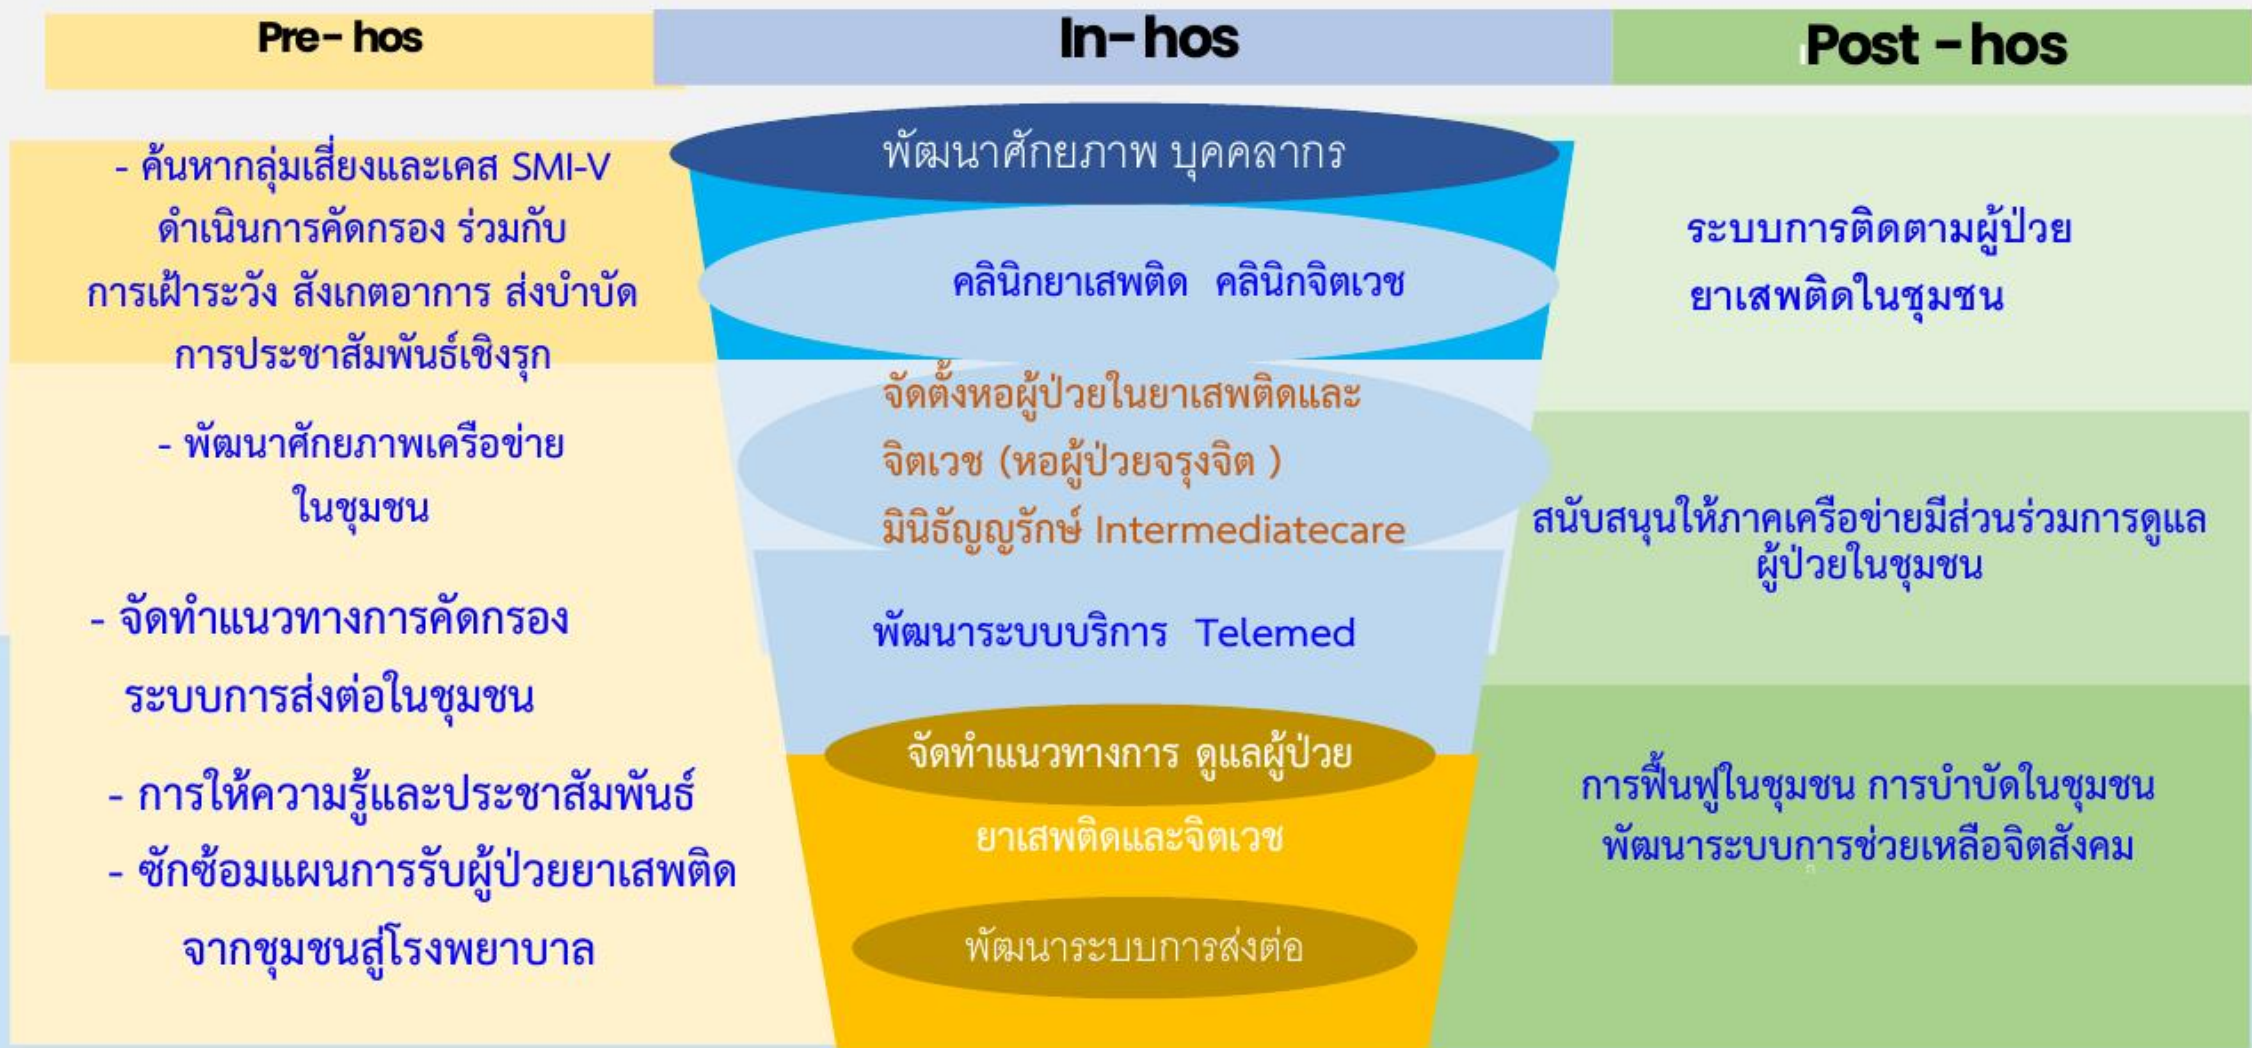 Pre- hos
- ค้นหากลุ่มเสี่ยงและเคส SMI-V
ดำเนินการคัดกรอง ร่วมกับ
การเฝ้าระวัง สังเกตอาการ ส่งบำบัด
การประชาสัมพันธ์เชิงรุก
- พัฒนาศักยภาพเครือข่าย
ในชุมชน
- จัดทำแนวทางการคัดกรอง
ระบบการส่งต่อในชุมชน
- การให้ความรู้และประชาสัมพันธ์
- ซักซ้อมแผนการรับผู้ป่วยยาเสพติด
จากชุมชนสู่โรงพยาบาล
In- hos
พัฒนาศักยภาพ บุคคลากร
คลินิกยาเสพติด คลินิกจิตเวช
จัดตั้งหอผู้ป่วยในยาเสพติดและ
จิตเวช (หอผู้ป่วยจรุงจิต )
มินิธัญญรักษ์ Intermediatecare
พัฒนาระบบบริการ Telemed
จัดทำแนวทางการ ดูแลผู้ป่วย
ยาเสพติดและจิตเวช
พัฒนาระบบการส่งต่อ
Post - hos
ระบบการติดตามผู้ป่วย
ยาเสพติดในชุมชน
สนับสนุนให้ภาคเครือข่ายมีส่วนร่วมการดูแล
ผู้ป่วยในชุมชน
การฟื้นฟูในชุมชน การบำบัดในชุมชน
พัฒนาระบบการช่วยเหลือจิตสังคม